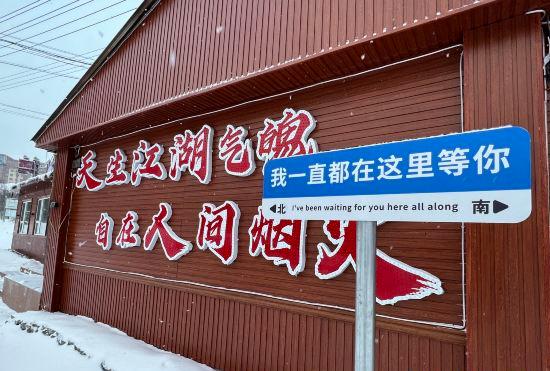 天生江湖气魄
自在人间烟火
我一直都在这里等你
北 I've been waiting for you here all along 南